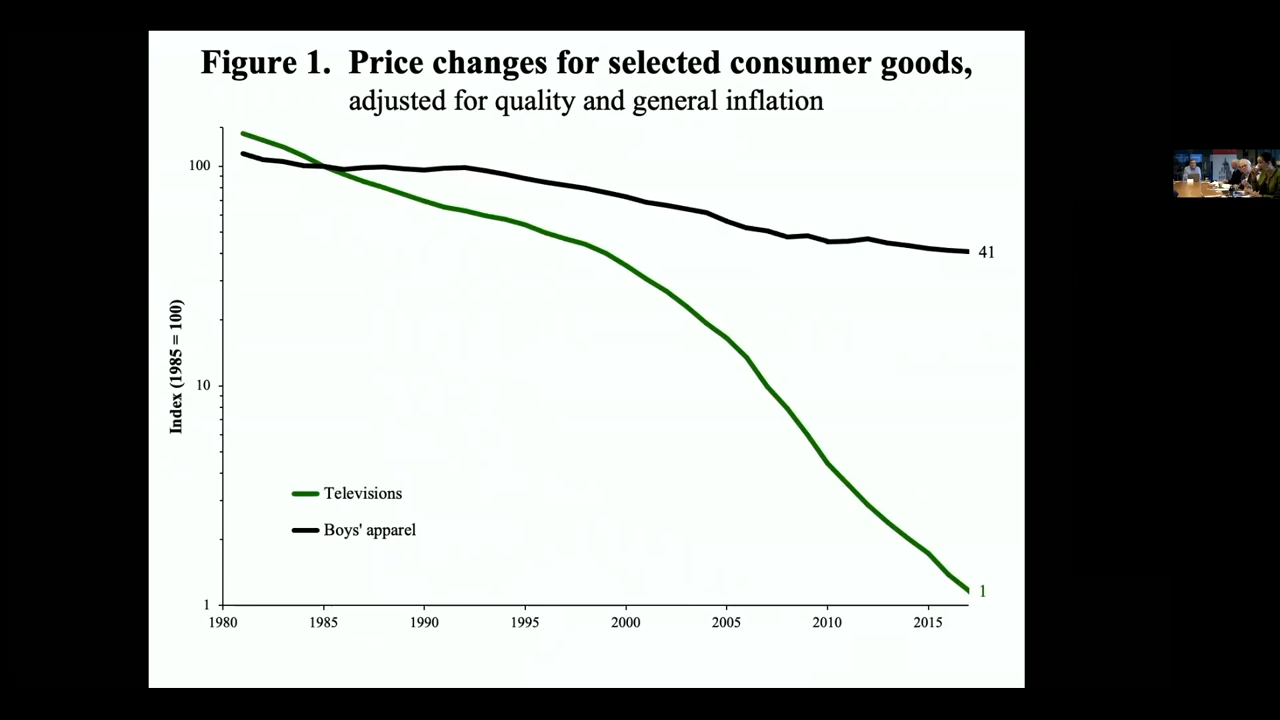 Figure 1. Price changes for selected consumer goods,
adjusted for quality and general inflation
Index (1985 = 100)
100
10
1
41
1
Televisions
Boys' apparel
1980 1985 1990 1995 2000 2005 2010 2015